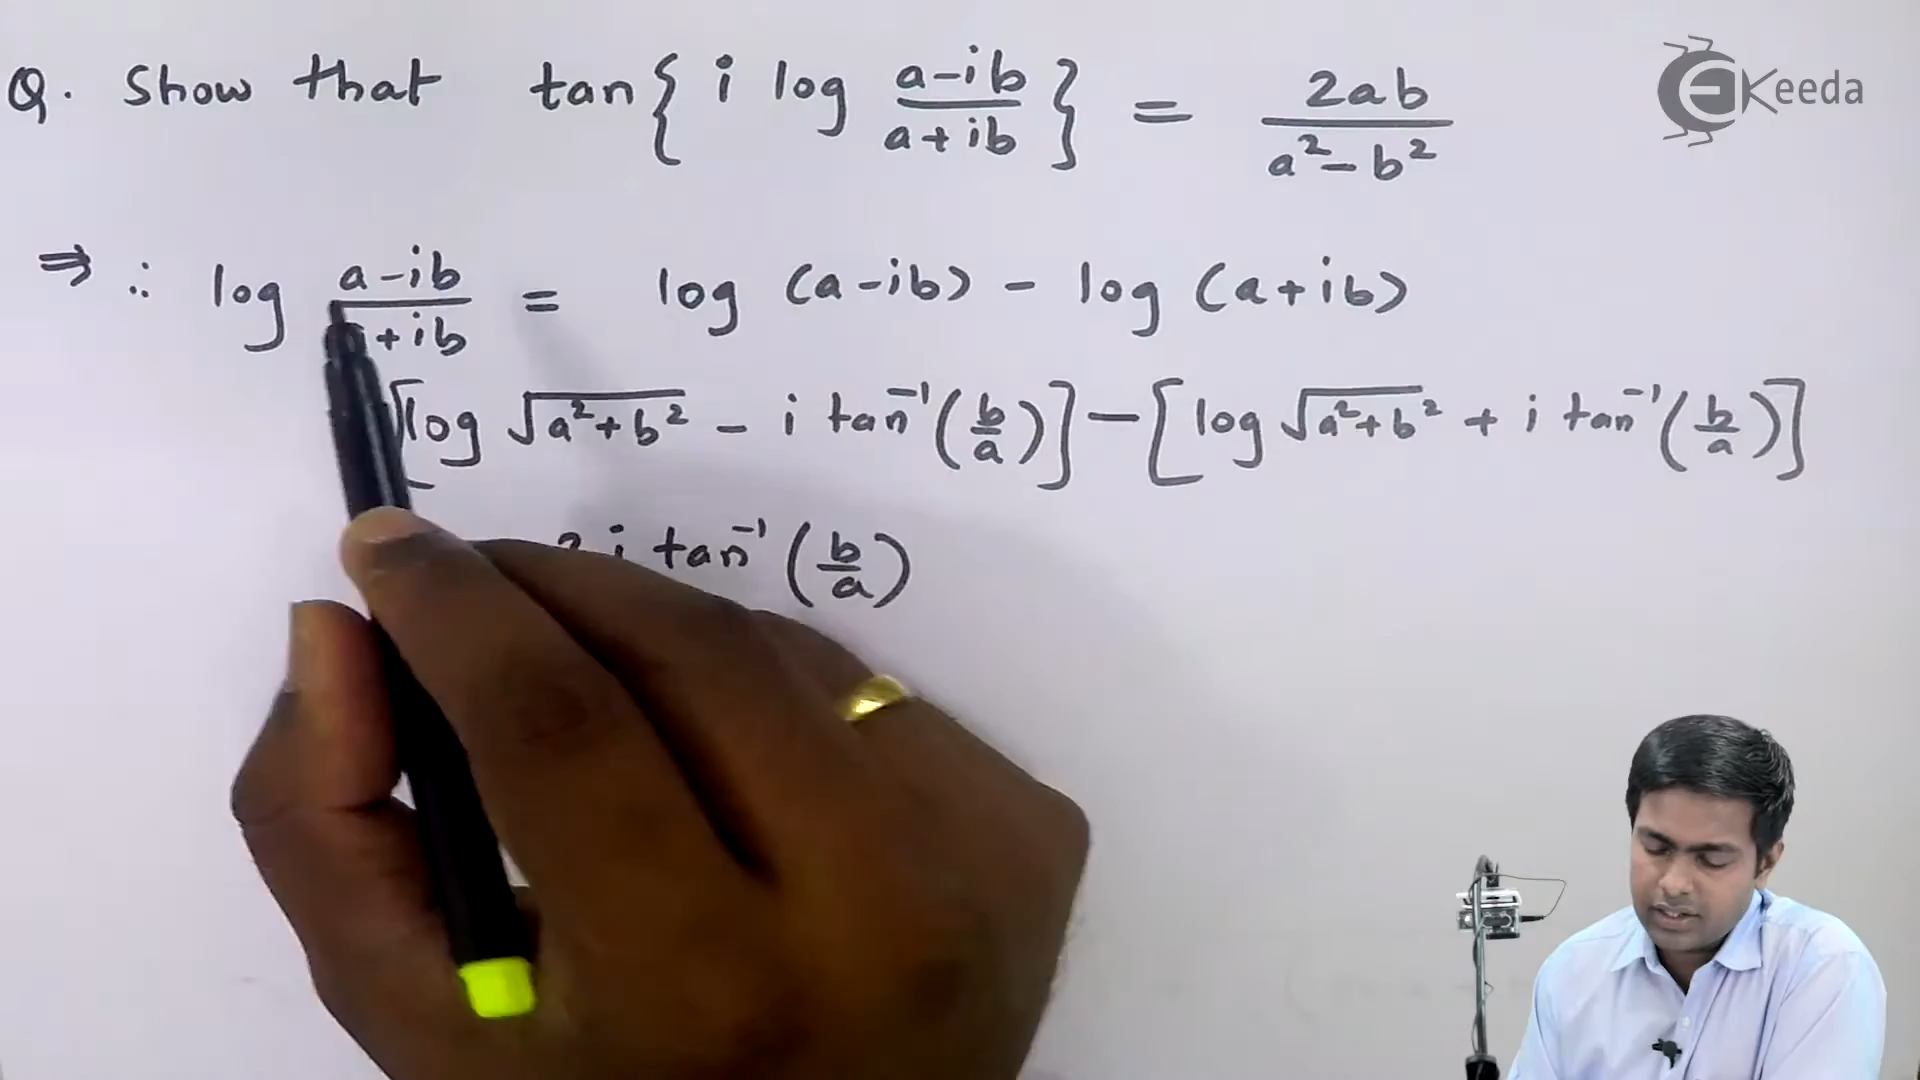 Q. Show that tan{ i log (a-ib)/(a+ib) } = 2ab/(a²-b²)
EKeeda
⇒ ∴ log (a-ib)/(+ib) = log (a-ib) - log (a+ib)
[log √(a²+b²) - i tan⁻¹(b/a)] - [log √(a²+b²) + i tan⁻¹(b/a)]
i tan⁻¹(b/a)